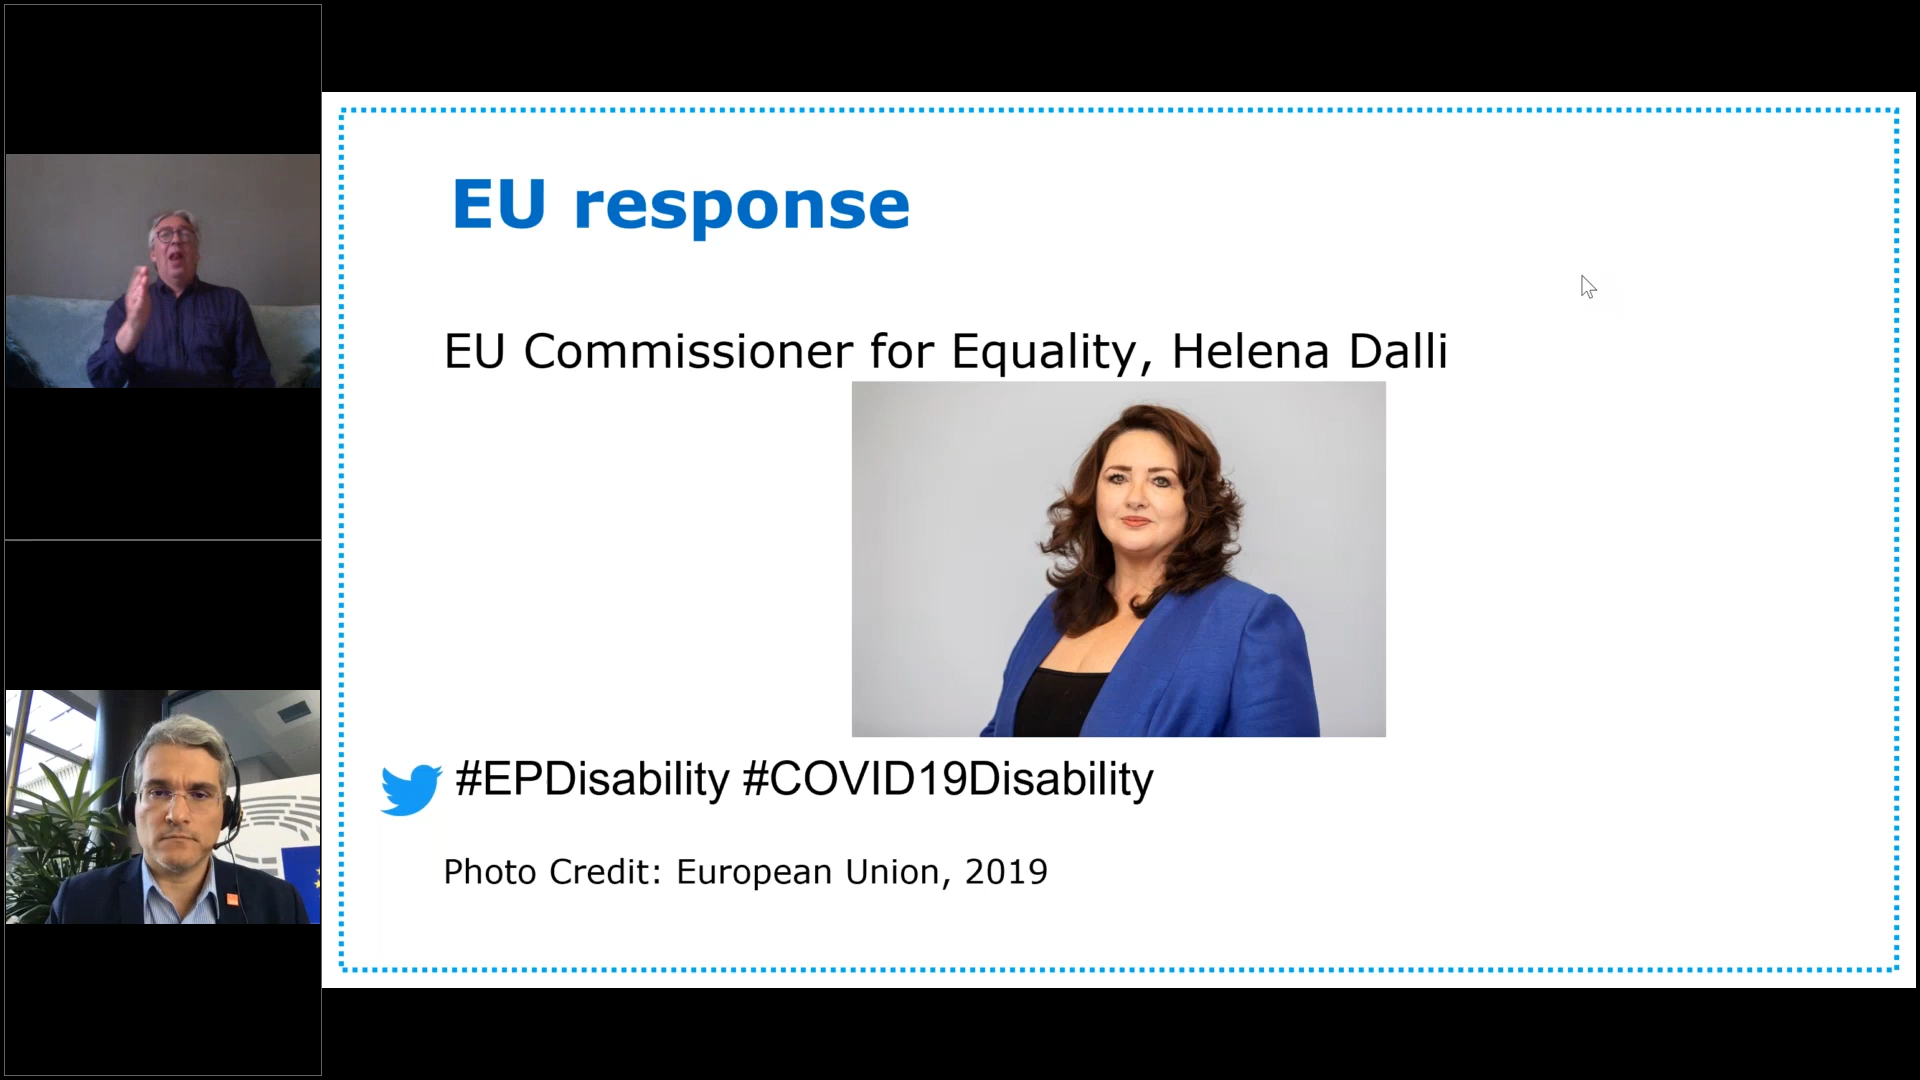 EU response
EU Commissioner for Equality, Helena Dalli
#EPDisability #COVID19Disability
Photo Credit: European Union, 2019